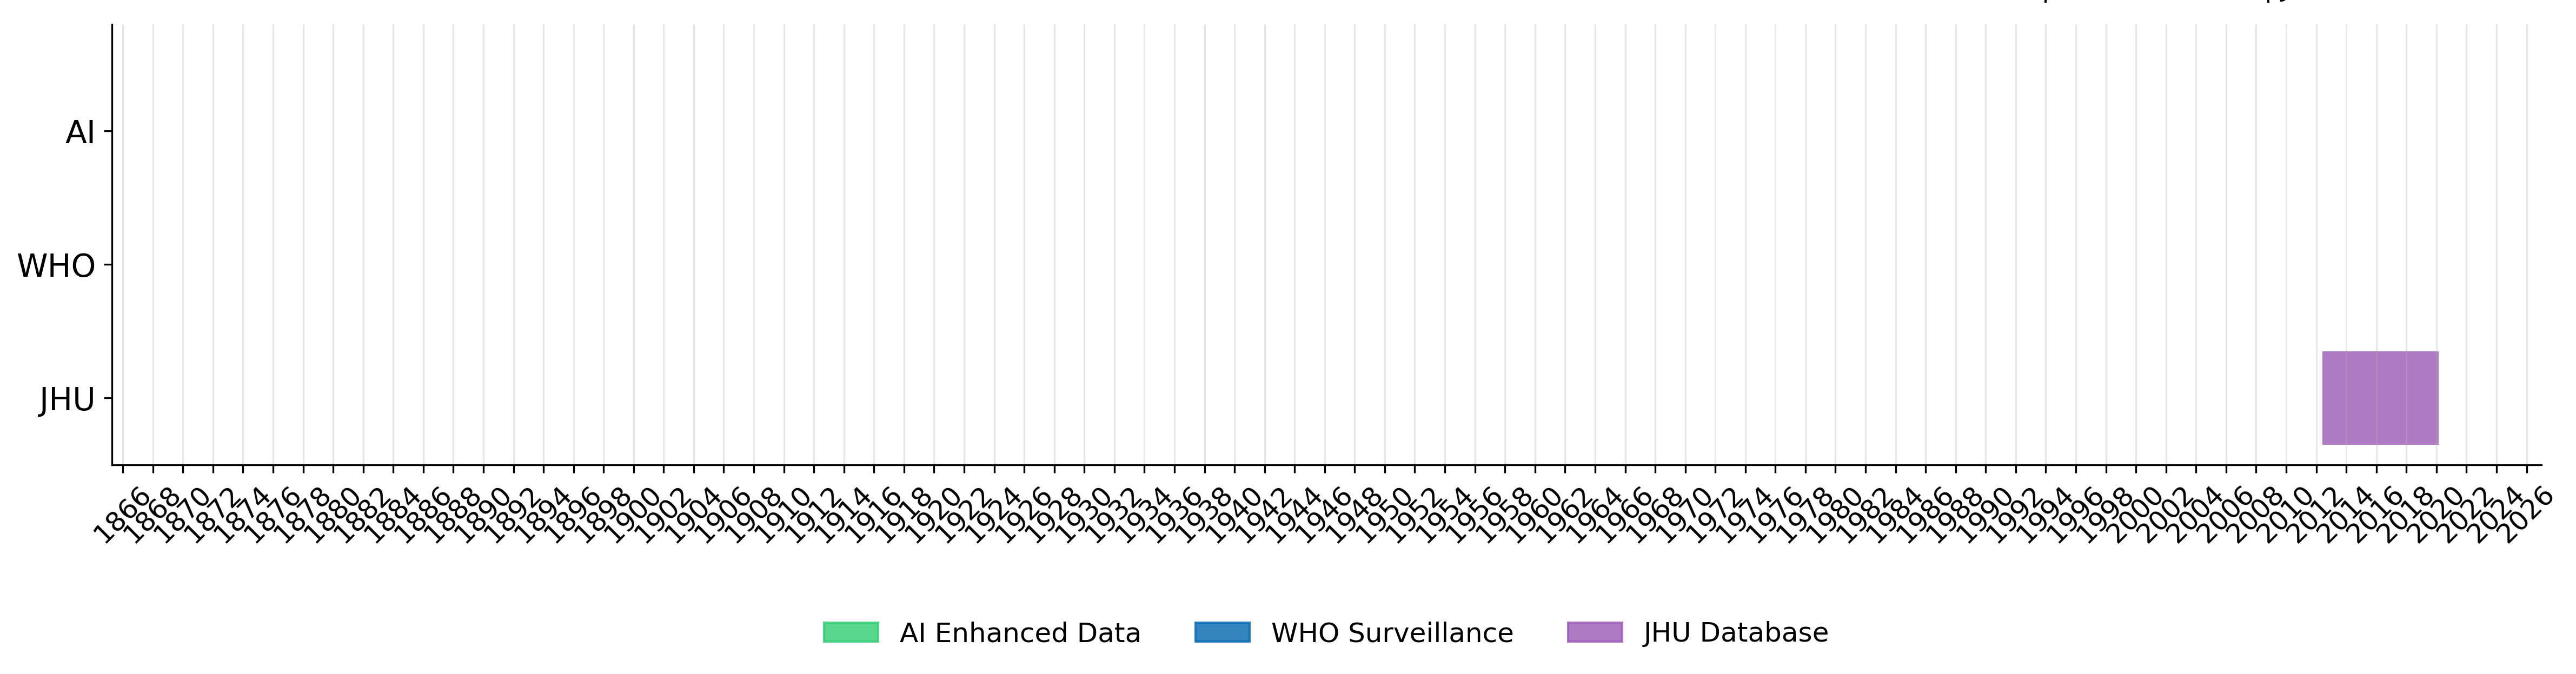 AI
WHO
JHU
1866 1868 1870 1872 1874 1876 1878 1880 1882 1884 1886 1888 1890 1892 1894 1896 1898 1900 1902 1904 1906 1908 1910 1912 1914 1916 1918 1920 1922 1924 1926 1928 1930 1932 1934 1936 1938 1940 1942 1944 1946 1948 1950 1952 1954 1956 1958 1960 1962 1964 1966 1968 1970 1972 1974 1976 1978 1980 1982 1984 1986 1988 1990 1992 1994 1996 1998 2000 2002 2004 2006 2008 2010 2012 2014 2016 2018 2020 2022 2024 2026
AI Enhanced Data WHO Surveillance JHU Database